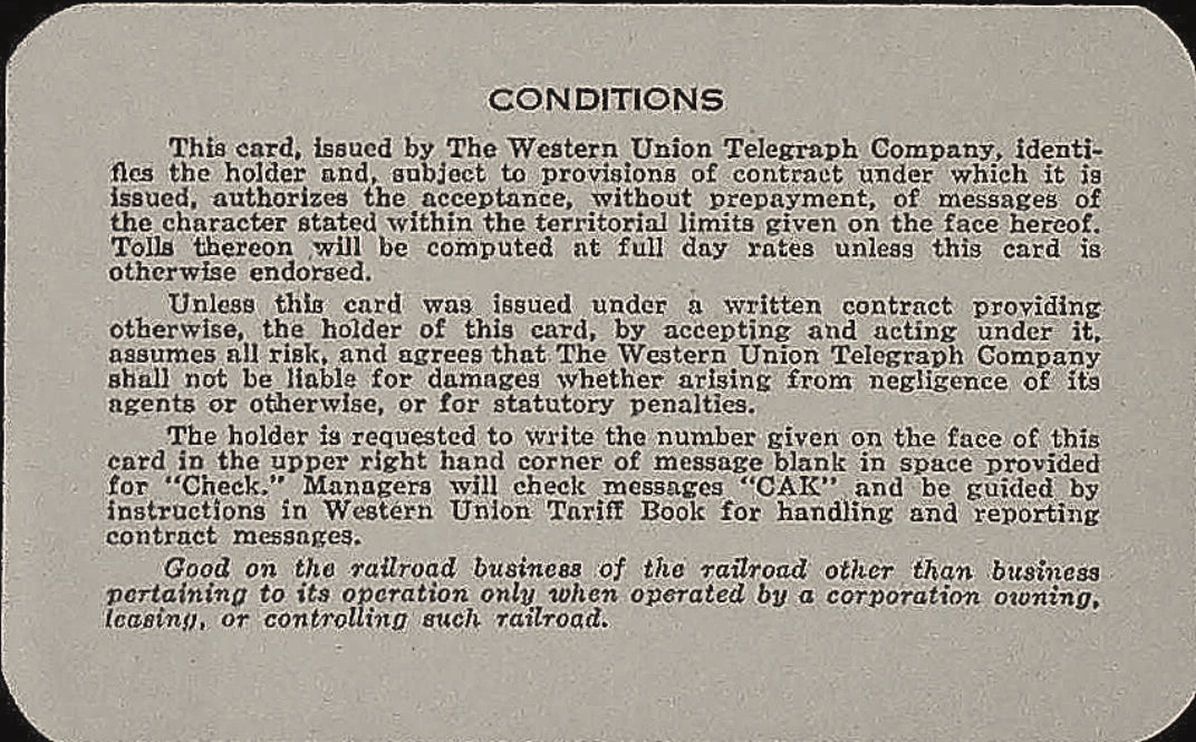 CONDITIONS
This card, issued by The Western Union Telegraph Company, identi-
fies the holder and, subject to provisions of contract under which it is
issued, authorizes the acceptance, without prepayment, of messages of
the character stated within the territorial limits given on the face hereof.
Tolls thereon will be computed at full day rates unless this card is
otherwise endorsed.
Unless this card was issued under a written contract providing
otherwise, the holder of this card, by accepting and acting under it,
assumes all risk, and agrees that The Western Union Telegraph Company
shall not be liable for damages whether arising from negligence of its
agents or otherwise, or for statutory penalties.
The holder is requested to write the number given on the face of this
card in the upper right hand corner of message blank in space provided
for "Check." Managers will check messages "CAK" and be guided by
instructions in Western Union Tariff Book for handling and reporting
contract messages.
Good on the railroad business of the railroad other than business
pertaining to its operation only when operated by a corporation owning,
leasing, or controlling such railroad.